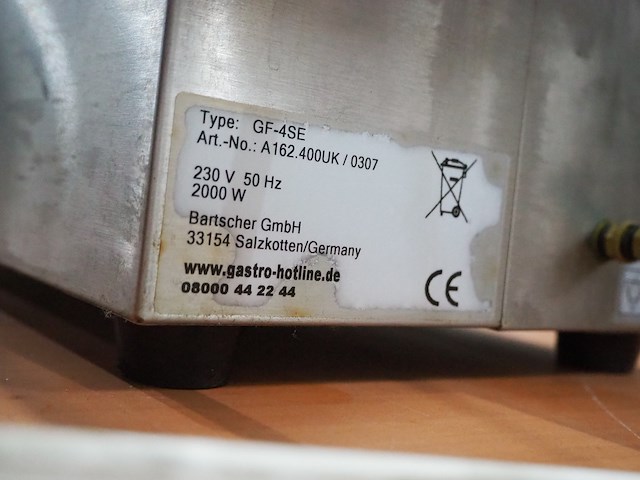 Type: GF-4SE
Art.-No.: A162.400UK / 0307
230 V 50 Hz
2000 W
Bartscher GmbH
33154 Salzkotten/Germany
www.gastro-hotline.de
08000 44 22 44
CE